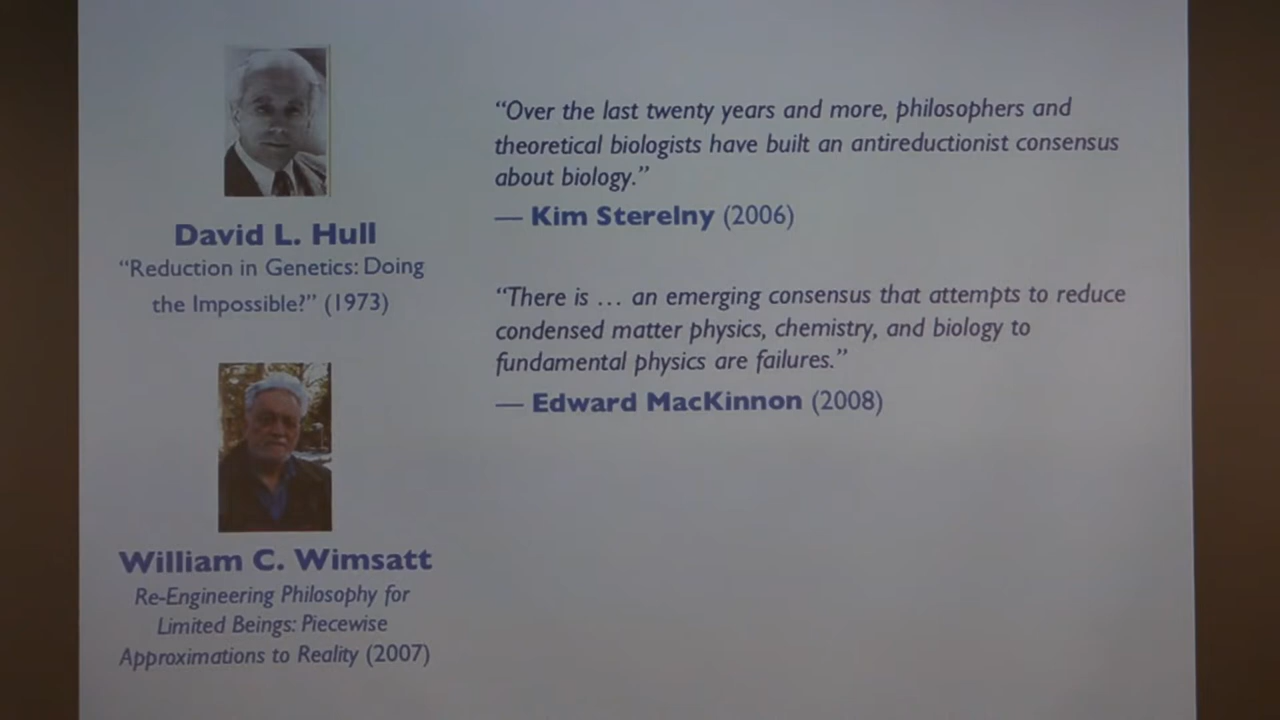 David L. Hull
“Reduction in Genetics: Doing
the Impossible?” (1973)
William C. Wimsatt
Re-Engineering Philosophy for
Limited Beings: Piecewise
Approximations to Reality (2007)
“Over the last twenty years and more, philosophers and
theoretical biologists have built an antireductionist consensus
about biology.”
— Kim Sterelny (2006)
“There is … an emerging consensus that attempts to reduce
condensed matter physics, chemistry, and biology to
fundamental physics are failures.”
— Edward MacKinnon (2008)